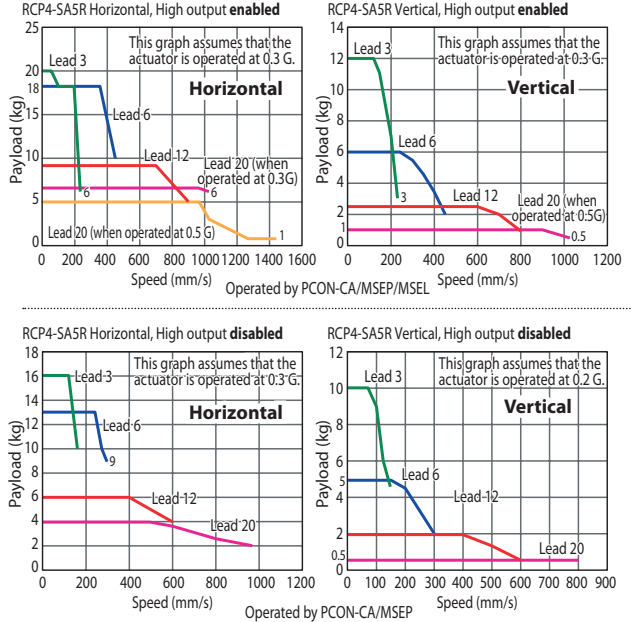 RCP4-SA5R Horizontal, High output enabled
This graph assumes that the
actuator is operated at 0.3 G.
Horizontal
Payload (kg)
25
20
18
15
10
5
0
Lead 3
Lead 6
Lead 12
Lead 20 (when
operated at 0.3G)
6
6
Lead 20 (when operated at 0.5 G)
1
0 200 400 600 800 1000 1200 1400 1600
Speed (mm/s)
RCP4-SA5R Vertical, High output enabled
This graph assumes that the
actuator is operated at 0.3 G.
Vertical
Payload (kg)
14
12
10
8
6
4
2
1
0
Lead 3
Lead 6
Lead 12
Lead 20 (when
operated at 0.5G)
3
0.5
0 200 400 600 800 1000 1200
Speed (mm/s)
Operated by PCON-CA/MSEP/MSEL
RCP4-SA5R Horizontal, High output disabled
This graph assumes that the
actuator is operated at 0.3 G.
Horizontal
Payload (kg)
18
16
14
12
10
8
6
4
2
0
Lead 3
Lead 6
9
Lead 12
Lead 20
0 200 400 600 800 1000 1200
Speed (mm/s)
RCP4-SA5R Vertical, High output disabled
This graph assumes that the
actuator is operated at 0.2 G.
Vertical
Payload (kg)
12
10
8
6
5
4
2
0.5
0
Lead 3
Lead 6
Lead 12
Lead 20
0 100 200 300 400 500 600 700 800 900
Speed (mm/s)
Operated by PCON-CA/MSEP